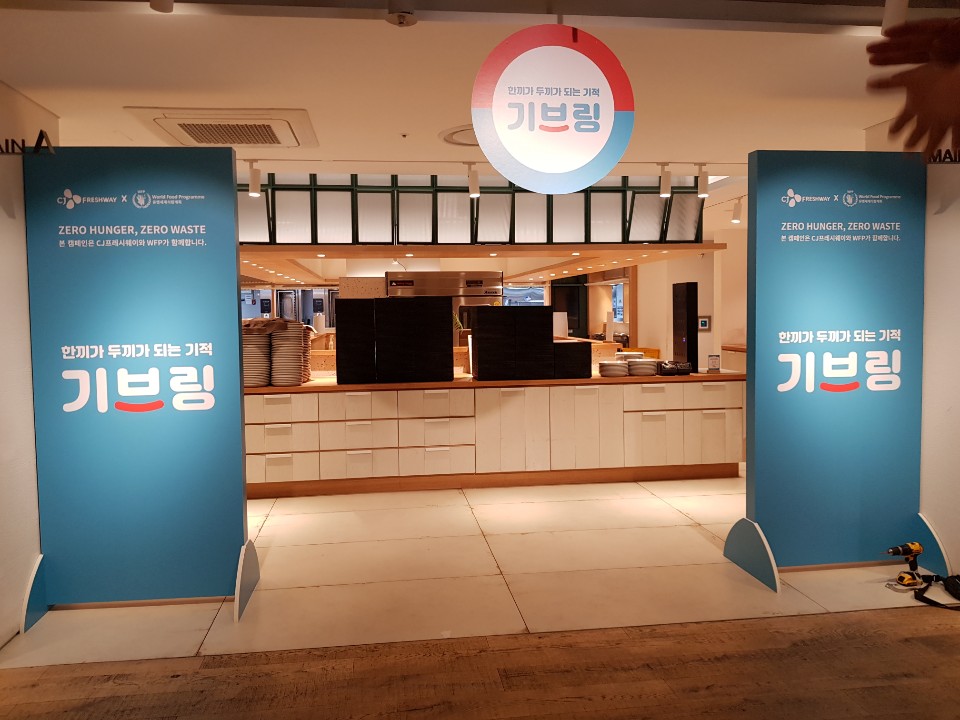 한끼가 두끼가 되는 기적
기브링
AIN A
CJ FRESHWAY X WFP World Food Programme
ZERO HUNGER, ZERO WASTE
본 캠페인은 CJ프레시웨이와 WFP가 함께합니다.
한끼가 두끼가 되는 기적
기브링
MAIN
CJ FRESHWAY X WFP World Food Programme
ZERO HUNGER, ZERO WASTE
본 캠페인은 CJ프레시웨이와 WFP가 함께합니다.
한끼가 두끼가 되는 기적
기브링